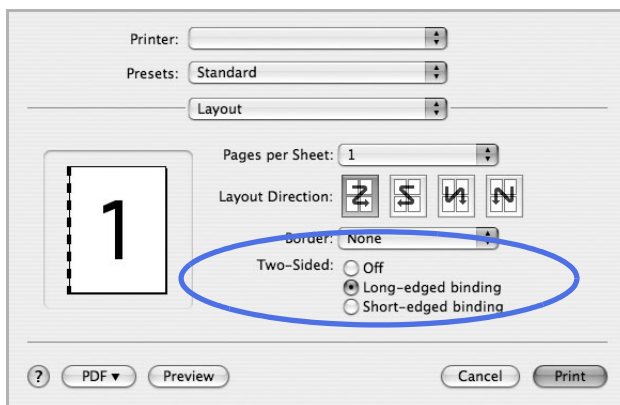 Printer:
Presets: Standard
Layout
Pages per Sheet: 1
Layout Direction:
Border: None
Two-Sided: Off
Long-edged binding
Short-edged binding
1
? PDF ▼ Preview Cancel Print